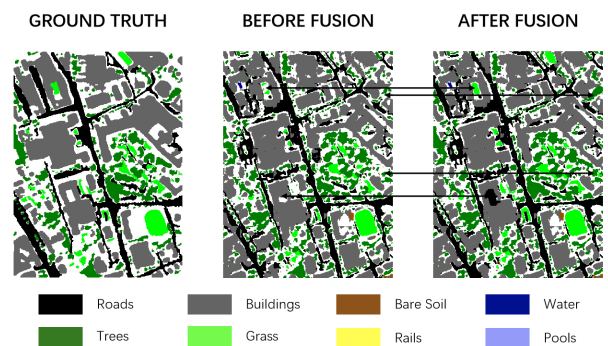 GROUND TRUTH BEFORE FUSION AFTER FUSION
Roads Buildings Bare Soil Water
Trees Grass Rails Pools